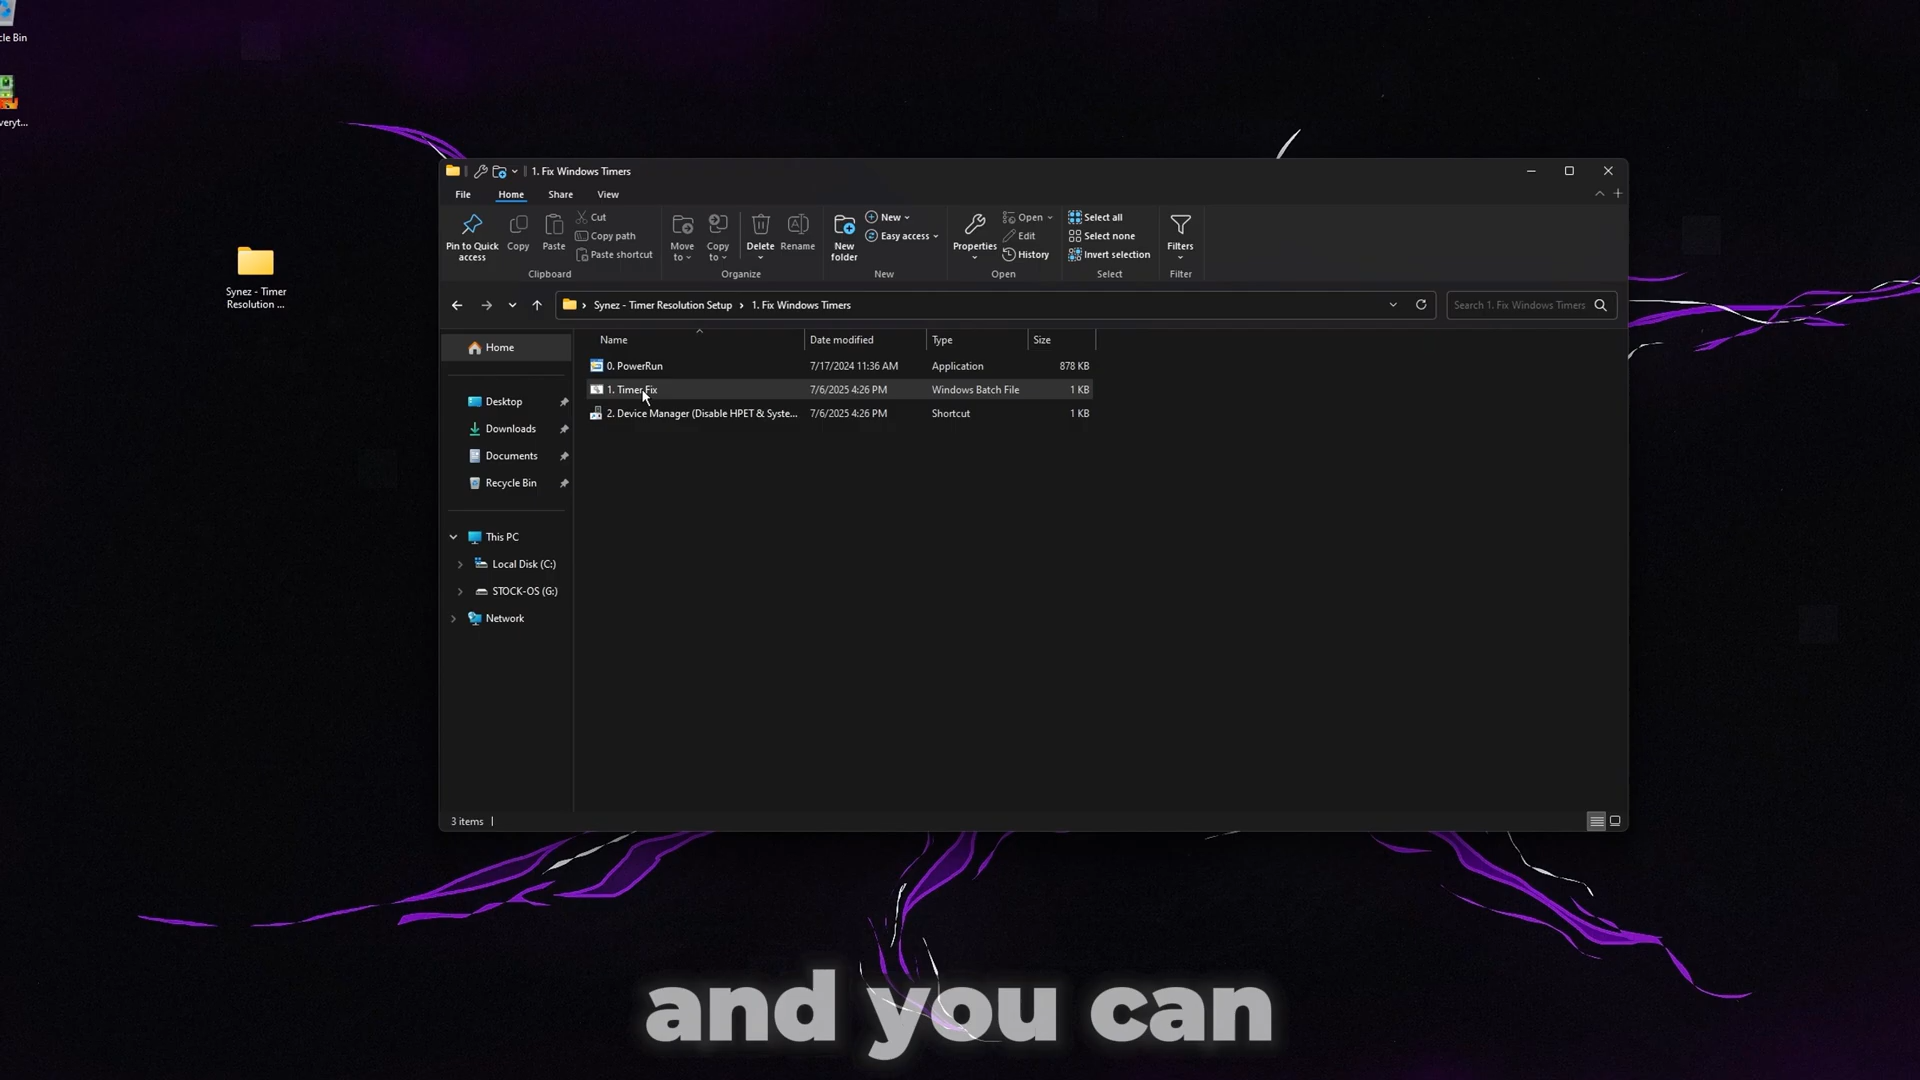 cle Bin
veryt...
Synez - Timer
Resolution ...
1. Fix Windows Timers
File
Home
Share
View
Pin to Quick
access
Copy
Paste
Cut
Copy path
Paste shortcut
Clipboard
Move
to
Copy
to
Delete
Rename
Organize
New
folder
New
Easy access
New
Properties
Open
Edit
History
Open
Select all
Select none
Invert selection
Select
Filters
Filter
Synez - Timer Resolution Setup
1. Fix Windows Timers
Search 1. Fix Windows Timers
Home
Desktop
Downloads
Documents
Recycle Bin
This PC
Local Disk (C:)
STOCK-OS (G:)
Network
Name Date modified Type Size
0. PowerRun 7/17/2024 11:36 AM Application 878 KB
1. Timer Fix 7/6/2025 4:26 PM Windows Batch File 1 KB
2. Device Manager (Disable HPET & Syste... 7/6/2025 4:26 PM Shortcut 1 KB
3 items
and you can